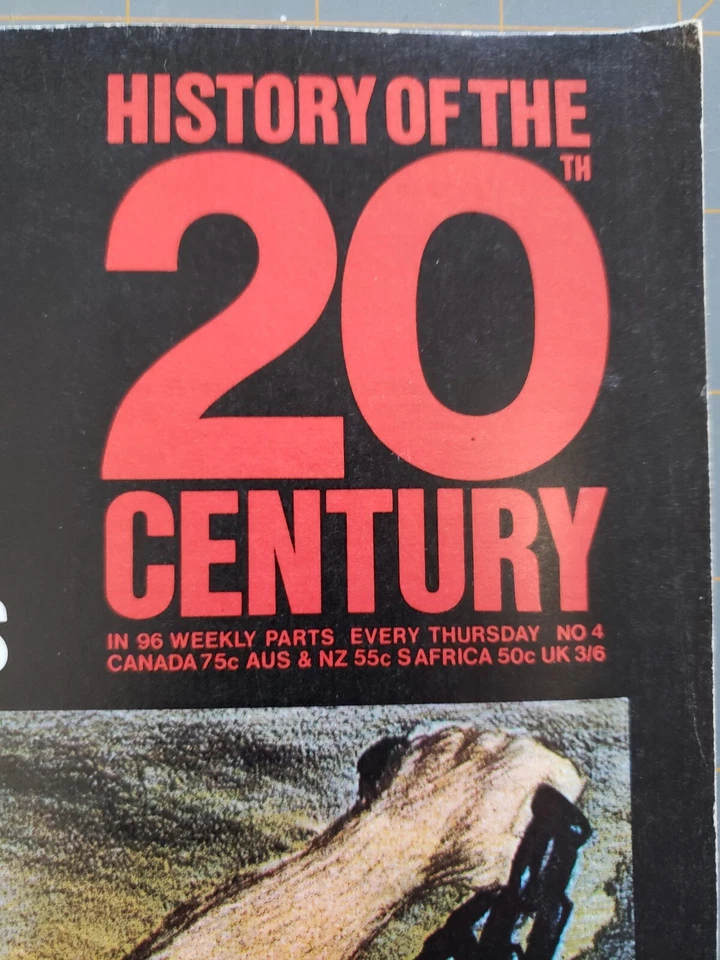 HISTORY OF THE
20TH
CENTURY
IN 96 WEEKLY PARTS EVERY THURSDAY NO 4
CANADA 75c AUS & NZ 55c S AFRICA 50c UK 3/6
S